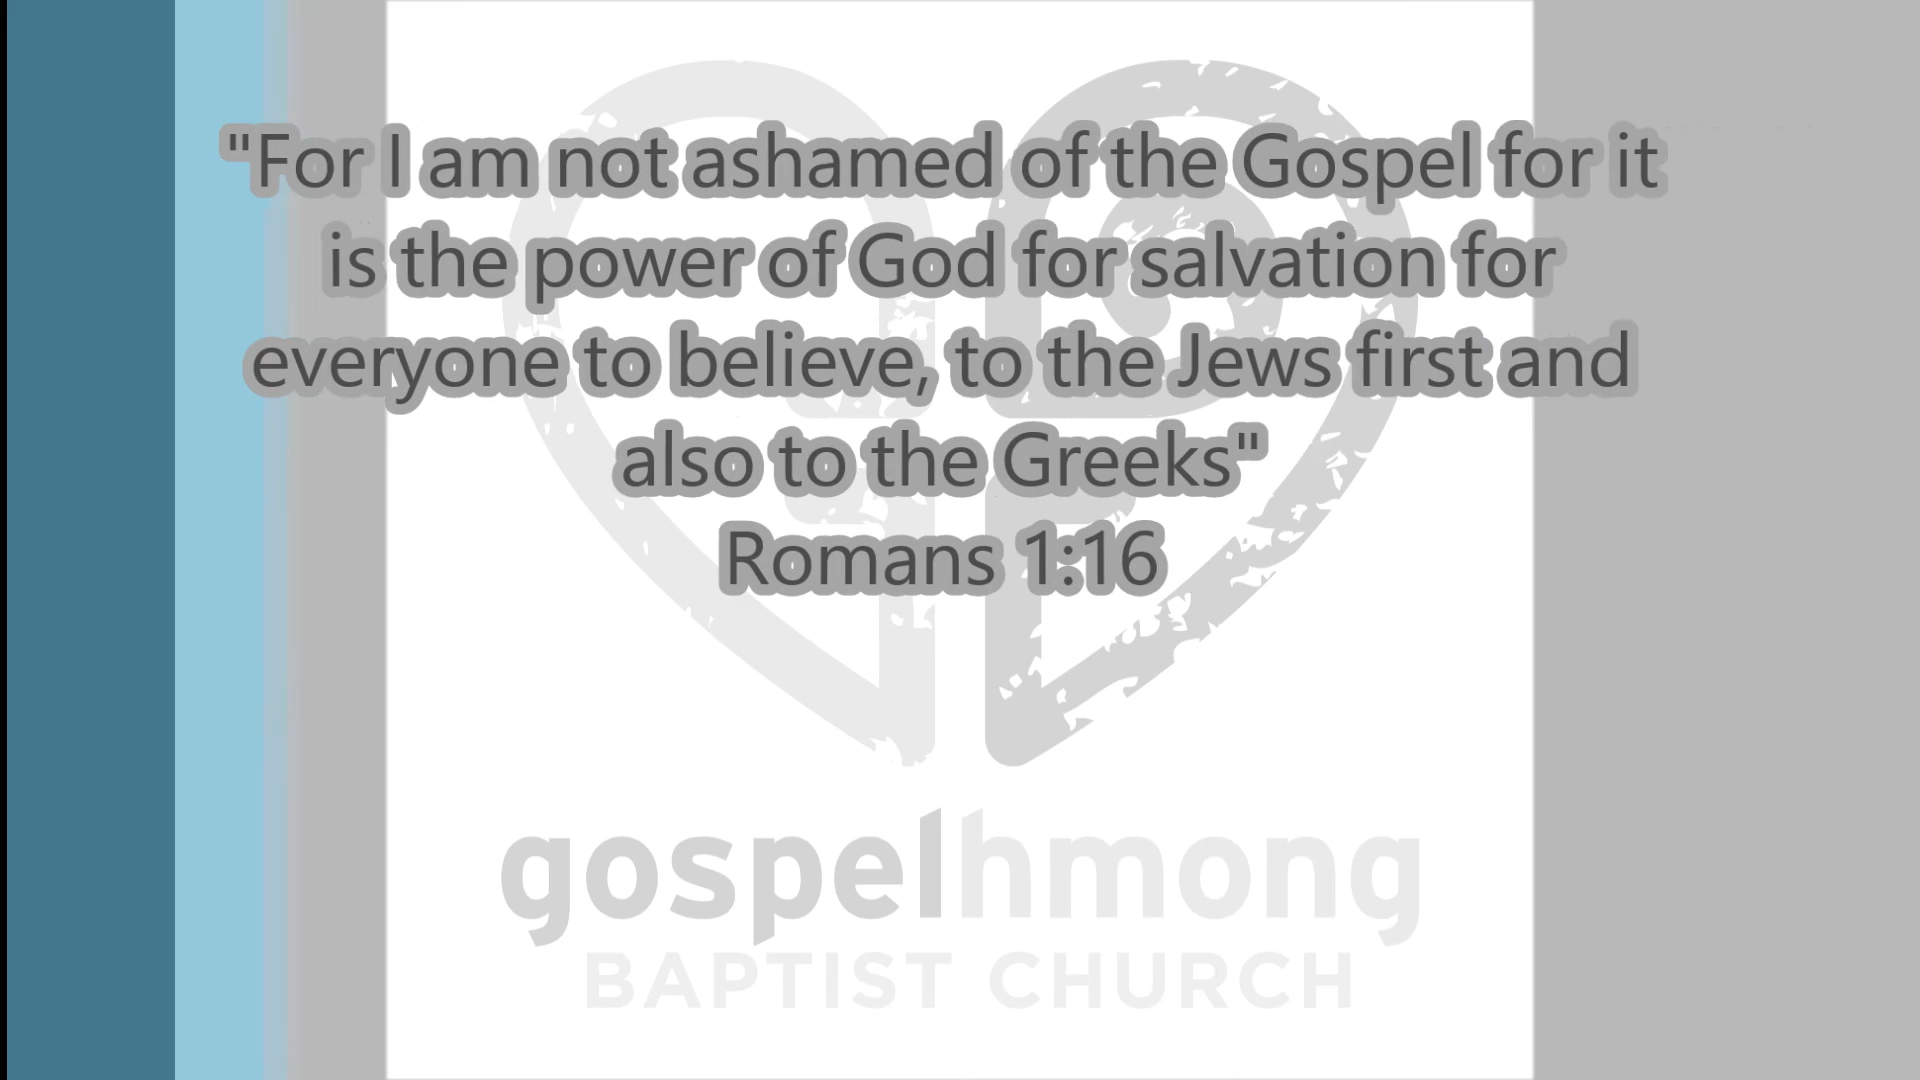 "For I am not ashamed of the Gospel for it
is the power of God for salvation for
everyone to believe, to the Jews first and
also to the Greeks"
Romans 1:16
gospelhmong
BAPTIST CHURCH